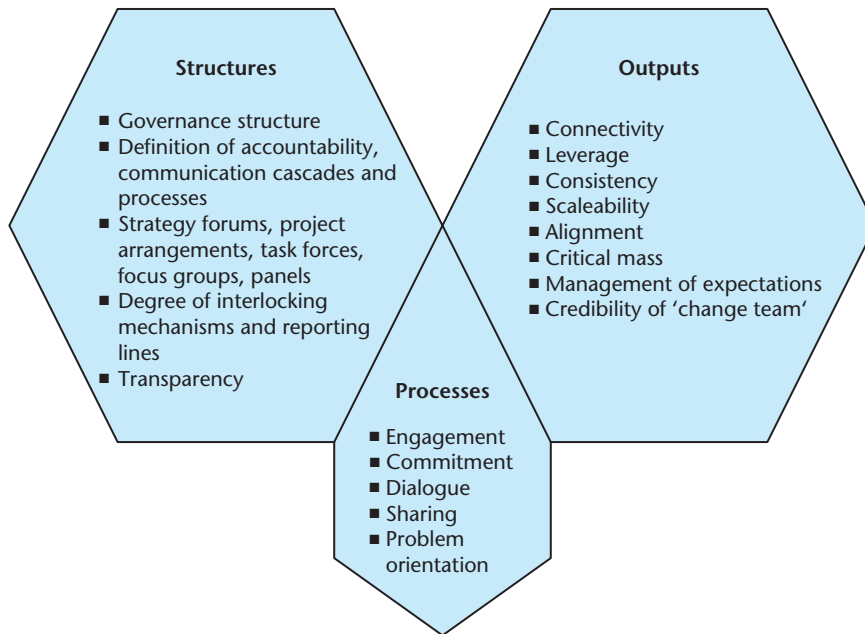 Structures
■ Governance structure
■ Definition of accountability,
communication cascades and
processes
■ Strategy forums, project
arrangements, task forces,
focus groups, panels
■ Degree of interlocking
mechanisms and reporting
lines
■ Transparency
Outputs
■ Connectivity
■ Leverage
■ Consistency
■ Scaleability
■ Alignment
■ Critical mass
■ Management of expectations
■ Credibility of ‘change team‘
Processes
■ Engagement
■ Commitment
■ Dialogue
■ Sharing
■ Problem
orientation